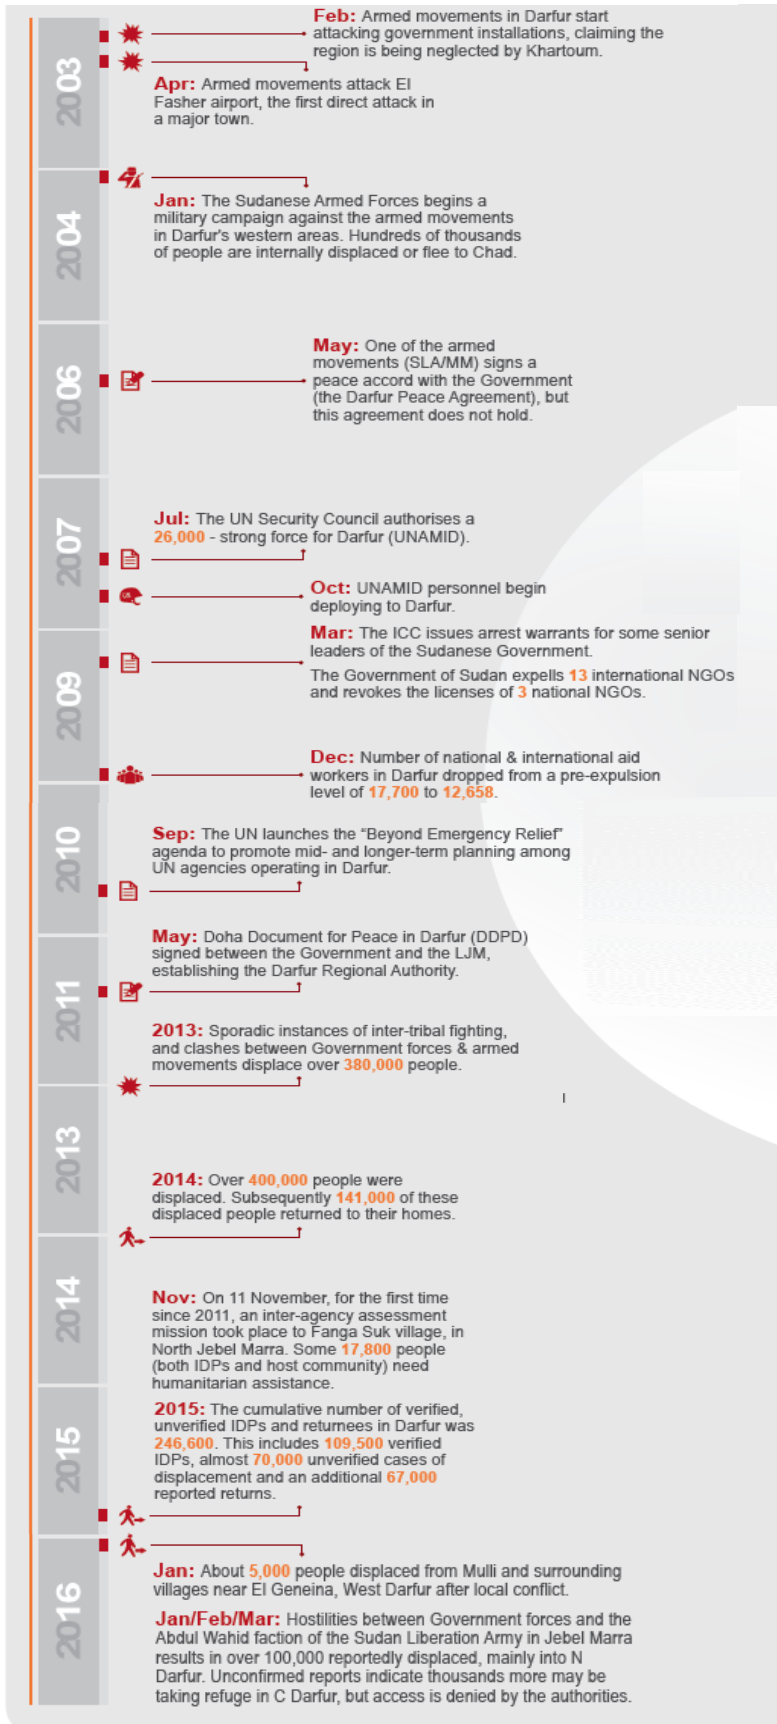 2003
Feb: Armed movements in Darfur start
attacking government installations, claiming the
region is being neglected by Khartoum.
Apr: Armed movements attack El
Fasher airport, the first direct attack in
a major town.
2004
Jan: The Sudanese Armed Forces begins a
military campaign against the armed movements
in Darfur's western areas. Hundreds of thousands
of people are internally displaced or flee to Chad.
2006
May: One of the armed
movements (SLA/MM) signs a
peace accord with the Government
(the Darfur Peace Agreement), but
this agreement does not hold.
2007
Jul: The UN Security Council authorises a
26,000 - strong force for Darfur (UNAMID).
UN
Oct: UNAMID personnel begin
deploying to Darfur.
2009
Mar: The ICC issues arrest warrants for some senior
leaders of the Sudanese Government.
The Government of Sudan expells 13 international NGOs
and revokes the licenses of 3 national NGOs.
Dec: Number of national & international aid
workers in Darfur dropped from a pre-expulsion
level of 17,700 to 12,658.
2010
Sep: The UN launches the “Beyond Emergency Relief”
agenda to promote mid- and longer-term planning among
UN agencies operating in Darfur.
2011
May: Doha Document for Peace in Darfur (DDPD)
signed between the Government and the LJM,
establishing the Darfur Regional Authority.
2013: Sporadic instances of inter-tribal fighting,
and clashes between Government forces & armed
movements displace over 380,000 people.
I
2013
2014: Over 400,000 people were
displaced. Subsequently 141,000 of these
displaced people returned to their homes.
2014
Nov: On 11 November, for the first time
since 2011, an inter-agency assessment
mission took place to Fanga Suk village, in
North Jebel Marra. Some 17,800 people
(both IDPs and host community) need
humanitarian assistance.
2015
2015: The cumulative number of verified,
unverified IDPs and returnees in Darfur was
246,600. This includes 109,500 verified
IDPs, almost 70,000 unverified cases of
displacement and an additional 67,000
reported returns.
2016
Jan: About 5,000 people displaced from Mulli and surrounding
villages near El Geneina, West Darfur after local conflict.
Jan/Feb/Mar: Hostilities between Government forces and the
Abdul Wahid faction of the Sudan Liberation Army in Jebel Marra
results in over 100,000 reportedly displaced, mainly into N
Darfur. Unconfirmed reports indicate thousands more may be
taking refuge in C Darfur, but access is denied by the authorities.